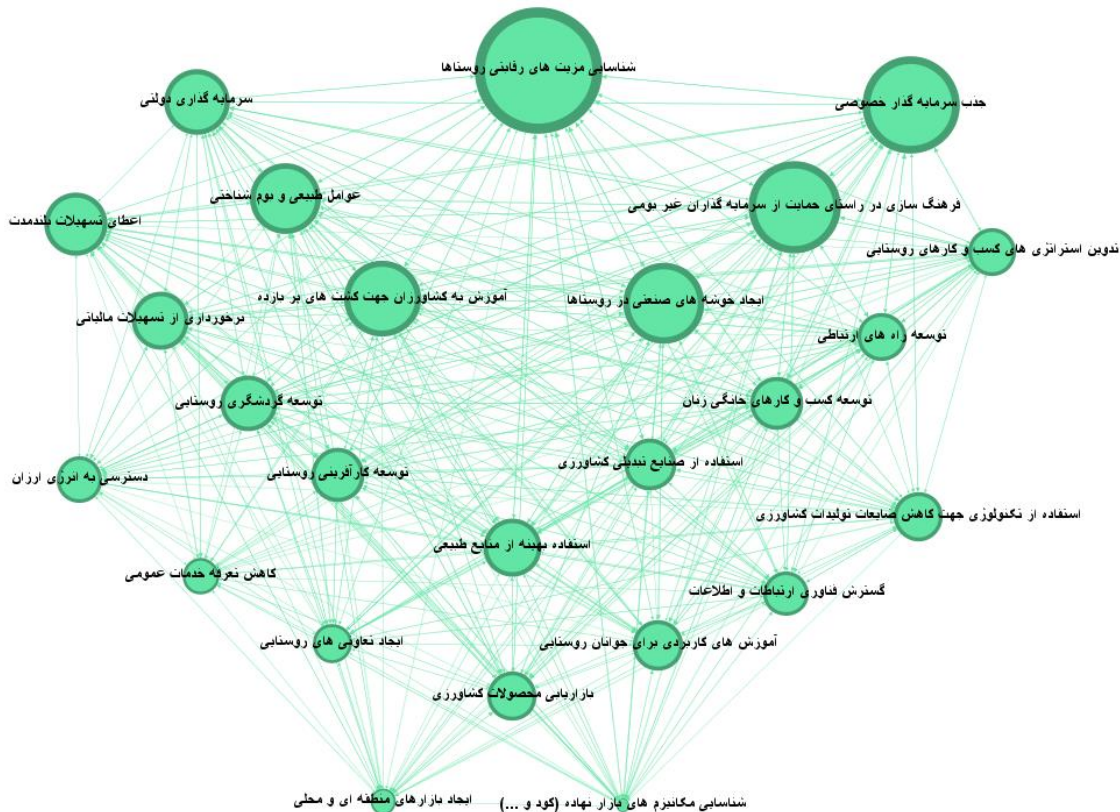 شناسایی مزیت های رقابتی روستاها
سرمایه گذاری دولتی
جذب سرمایه گذار خصوصی
عوامل طبیعی و بوم شناختی
فرهنگ سازی در راستای حمایت از سرمایه گذاران غیر بومی
اعطای تسهیلات بلندمدت
تدوین استراتژی های کسب و کارهای روستایی
آموزش به کشاورزان جهت کشت های پر بازده
ایجاد خوشه های صنعتی در روستاها
برخورداری از تسهیلات مالیاتی
توسعه راه های ارتباطی
توسعه گردشگری روستایی
توسعه کسب و کارهای خانگی زنان
استفاده از صنایع تبدیلی کشاورزی
توسعه کارآفرینی روستایی
دسترسی به انرژی ارزان
استفاده از تکنولوژی جهت کاهش ضایعات تولیدات کشاورزی
استفاده بهینه از منابع طبیعی
کاهش تعرفه خدمات عمومی
گسترش فناوری ارتباطات و اطلاعات
ایجاد تعاونی های روستایی
آموزش های کاربردی برای جوانان روستایی
بازاریابی محصولات کشاورزی
ایجاد بازارهای منطقه ای و محلی
شناسایی مکانیزم های بازار نهاده (کود و ...)